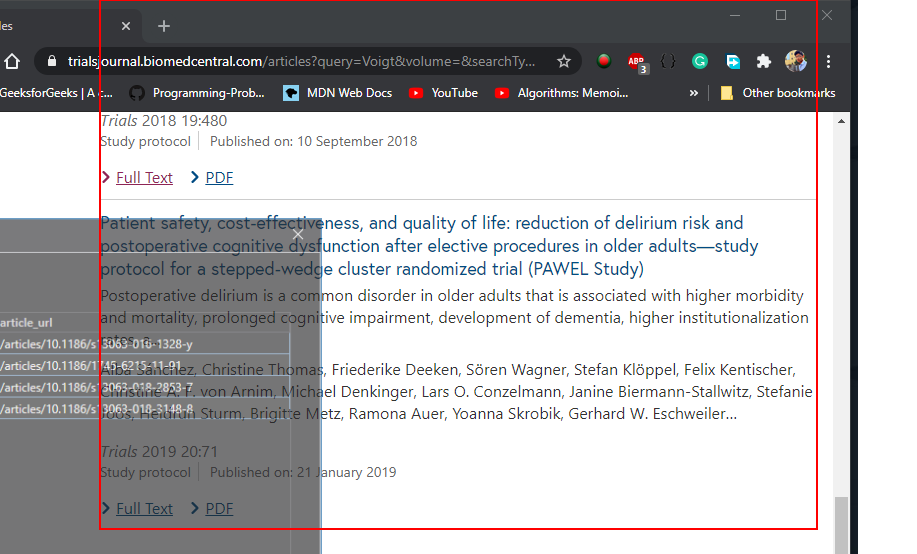 les
trialsjournal.biomedcentral.com/articles?query=Voigt&volume=&searchTy...
ABP
3
GeeksforGeeks | A c...
Programming-Prob...
MDN Web Docs
YouTube
Algorithms: Memoi...
»
Other bookmarks
Trials 2018 19:480
Study protocol
Published on: 10 September 2018
Full Text
PDF
Patient safety, cost-effectiveness, and quality of life: reduction of delirium risk and
postoperative cognitive dysfunction after elective procedures in older adults—study
protocol for a stepped-wedge cluster randomized trial (PAWEL Study)
Postoperative delirium is a common disorder in older adults that is associated with higher morbidity
and mortality, prolonged cognitive impairment, development of dementia, higher institutionalization
rates, a...
Alba Sánchez, Christine Thomas, Friederike Deeken, Sören Wagner, Stefan Klöppel, Felix Kentischer,
Christine A. F. von Arnim, Michael Denkinger, Lars O. Conzelmann, Janine Biermann-Stallwitz, Stefanie
Joos, Heidrun Sturm, Brigitte Metz, Ramona Auer, Yoanna Skrobik, Gerhard W. Eschweiler...
Trials 2019 20:71
Study protocol
Published on: 21 January 2019
Full Text
PDF
article_url
/articles/10.1186/s13063-018-1328-y
/articles/10.1186/1745-6215-11-91
/articles/10.1186/s13063-018-2853-7
/articles/10.1186/s13063-018-3148-8